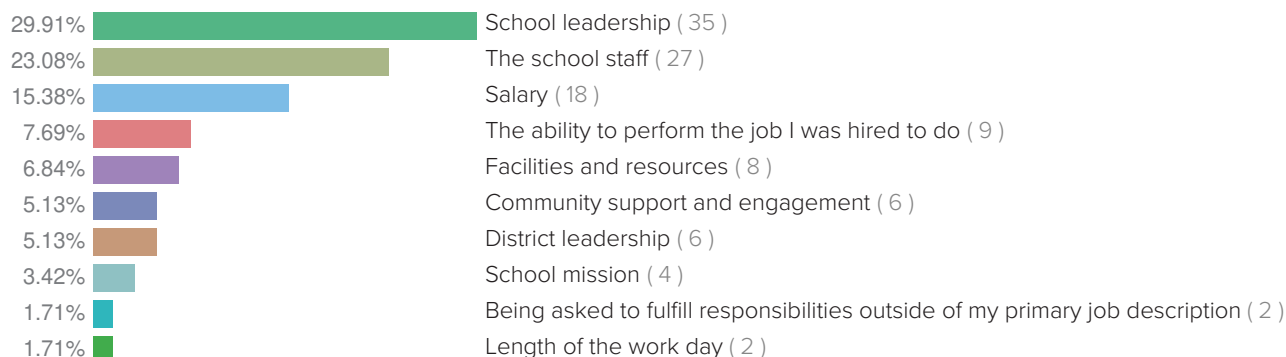 29.91% School leadership ( 35 )
23.08% The school staff ( 27 )
15.38% Salary ( 18 )
7.69% The ability to perform the job I was hired to do ( 9 )
6.84% Facilities and resources ( 8 )
5.13% Community support and engagement ( 6 )
5.13% District leadership ( 6 )
3.42% School mission ( 4 )
1.71% Being asked to fulfill responsibilities outside of my primary job description ( 2 )
1.71% Length of the work day ( 2 )